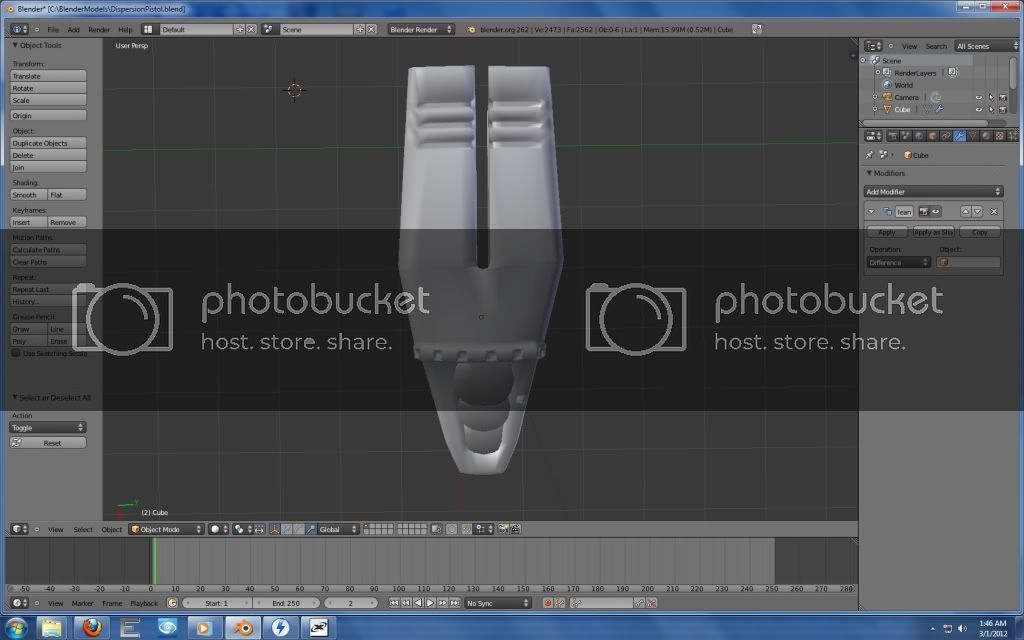 Blender* [C:\BlenderModels\DispersionPistol.blend]
File Add Render Help Default Scene Blender Render blender.org 262 | Ve:2473 | Fa:2562 | Ob:0-6 | La:1 | Mem:15.99M (0.52M) | Cube
Object Tools
User Persp
View Search All Scenes
Transform:
Translate
Rotate
Scale
Origin
Object:
Duplicate Objects
Delete
Join
Shading:
Smooth Flat
Keyframes:
Insert Remove
Motion Paths:
Calculate Paths
Clear Paths
Repeat:
Repeat Last
History...
Grease Pencil:
Draw Line
Poly Erase
Use Sketching
Select or Deselect All
Action
Toggle
Reset
Scene
RenderLayers
World
Camera
Cube
Cube
Modifiers
Add Modifier
lean
Apply Apply as Sha Copy
Operation: Object:
Difference
photobucket photobucket
host. store. share. host. store. share.
y
(2) Cube
View Select Object Object Mode Global
-50 -40 -30 -20 -10 0 10 20 30 40 50 60 70 80 90 100 110 120 130 140 150 160 170 180 190 200 210 220 230 240 250 260 270 280
View Marker Frame Playback Start: 1 End: 250 2 No Sync
1:46 AM
3/1/2012